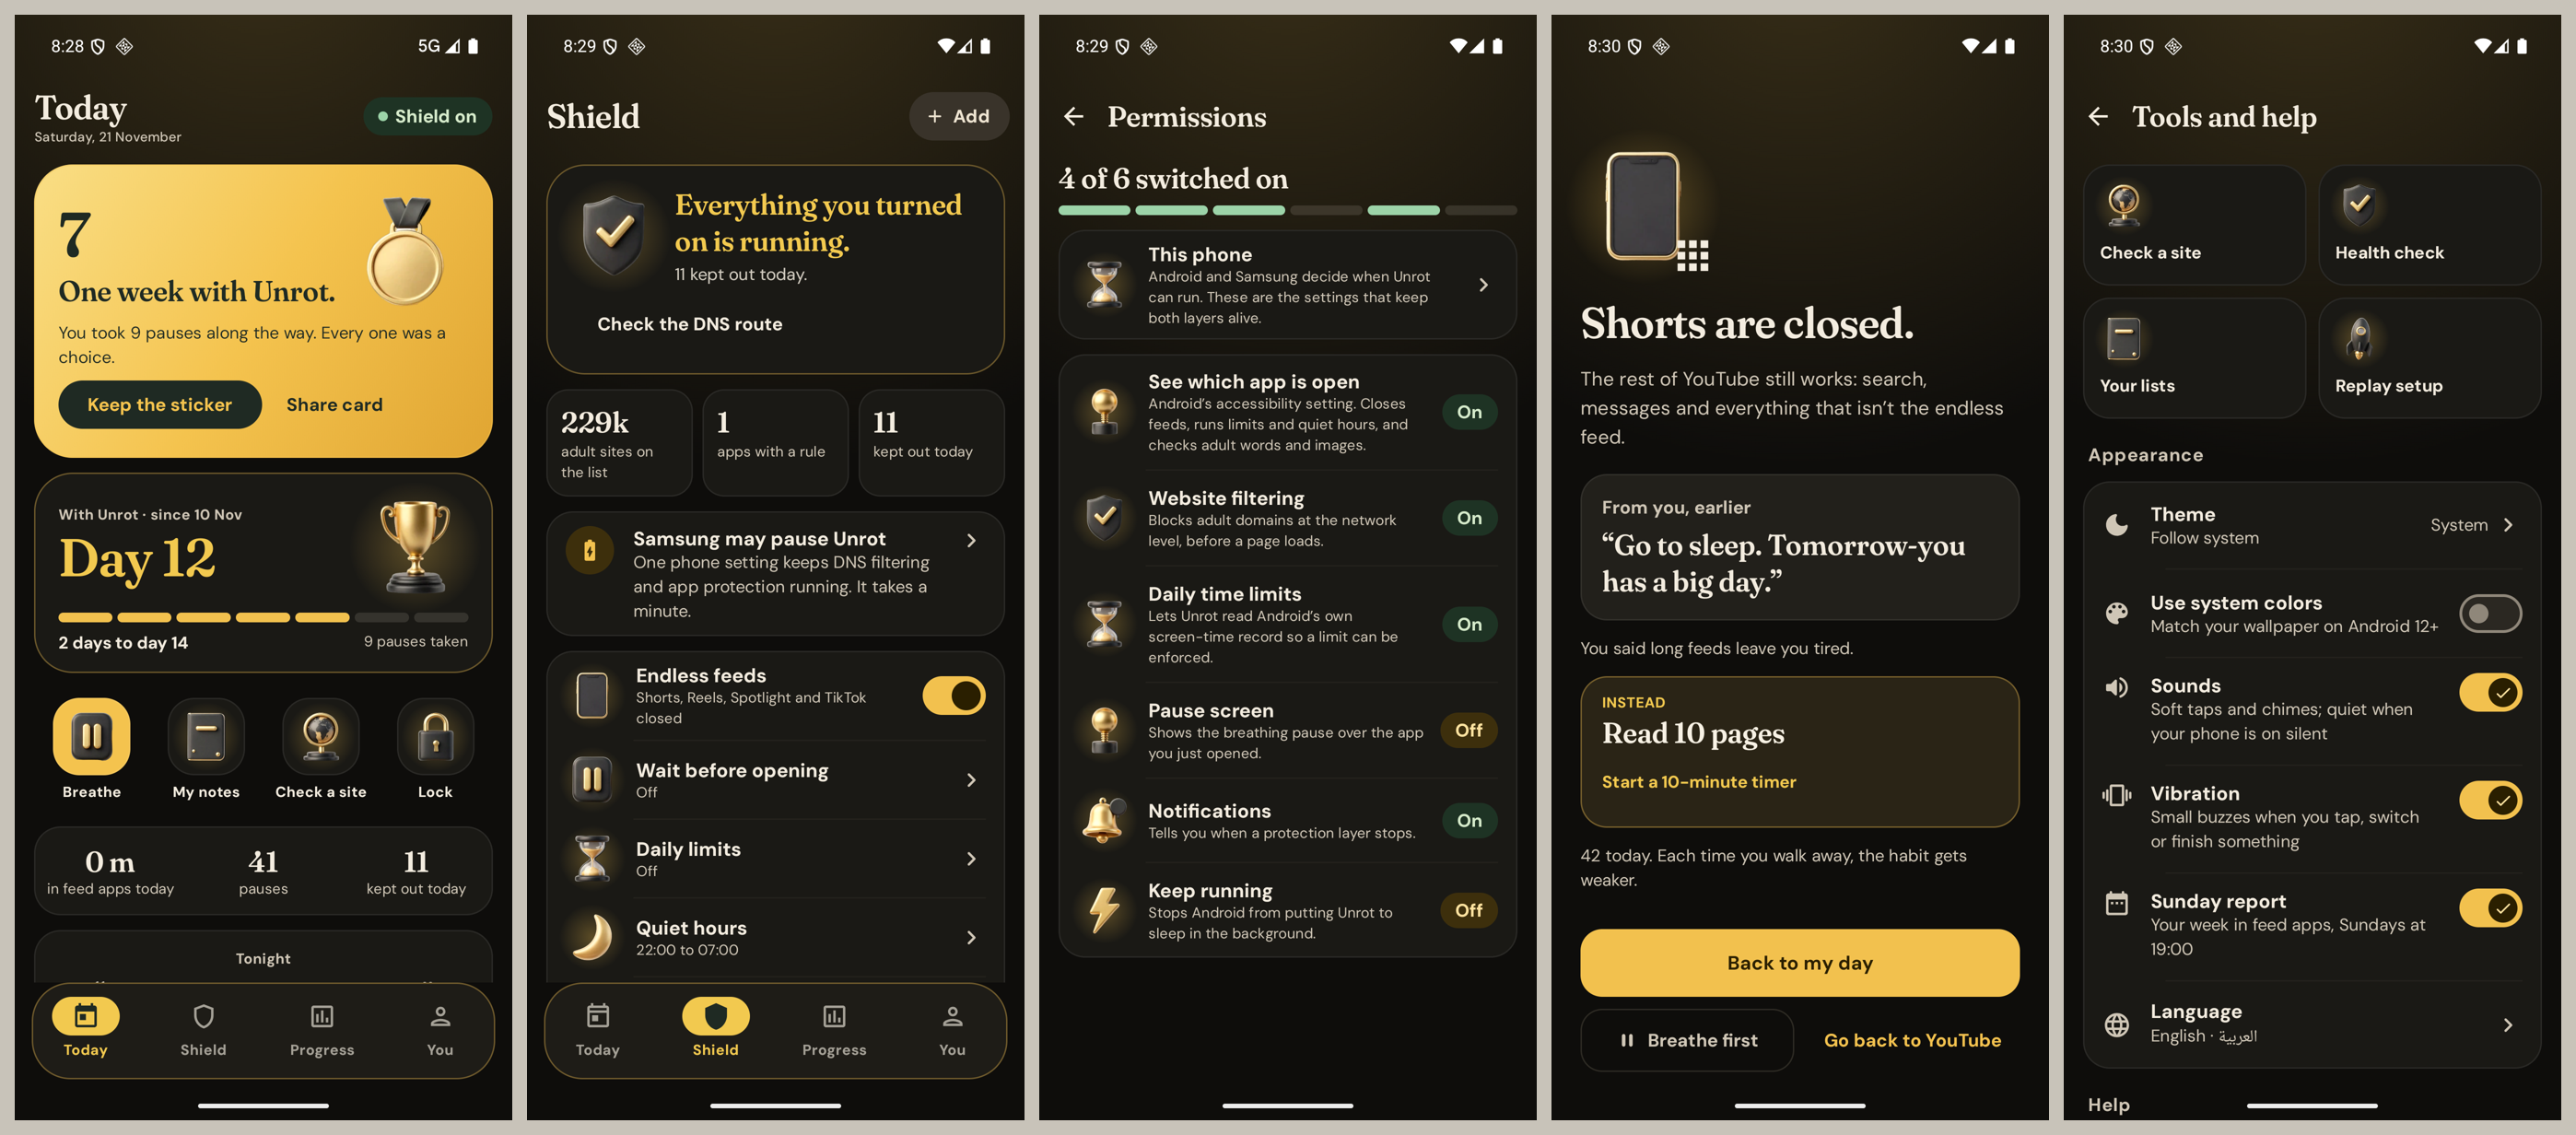 8:28
5G
Today
Saturday, 21 November
Shield on
7
One week with Unrot.
You took 9 pauses along the way. Every one was a
choice.
Keep the sticker
Share card
With Unrot · since 10 Nov
Day 12
2 days to day 14
9 pauses taken
Breathe
My notes
Check a site
Lock
0 m
in feed apps today
41
pauses
11
kept out today
Tonight
Today
Shield
Progress
You
8:29
Shield
+ Add
Everything you turned
on is running.
11 kept out today.
Check the DNS route
229k
adult sites on
the list
1
apps with a rule
11
kept out today
Samsung may pause Unrot
One phone setting keeps DNS filtering
and app protection running. It takes a
minute.
Endless feeds
Shorts, Reels, Spotlight and TikTok
closed
Wait before opening
Off
Daily limits
Off
Quiet hours
22:00 to 07:00
Today
Shield
Progress
You
8:29
Permissions
4 of 6 switched on
This phone
Android and Samsung decide when Unrot
can run. These are the settings that keep
both layers alive.
See which app is open
Android’s accessibility setting. Closes
feeds, runs limits and quiet hours, and
checks adult words and images.
On
Website filtering
Blocks adult domains at the network
level, before a page loads.
On
Daily time limits
Lets Unrot read Android’s own
screen-time record so a limit can be
enforced.
On
Pause screen
Shows the breathing pause over the app
you just opened.
Off
Notifications
Tells you when a protection layer stops.
On
Keep running
Stops Android from putting Unrot to
sleep in the background.
Off
8:30
Shorts are closed.
The rest of YouTube still works: search,
messages and everything that isn’t the endless
feed.
From you, earlier
“Go to sleep. Tomorrow-you
has a big day.”
You said long feeds leave you tired.
INSTEAD
Read 10 pages
Start a 10-minute timer
42 today. Each time you walk away, the habit gets
weaker.
Back to my day
Breathe first
Go back to YouTube
8:30
Tools and help
Check a site
Health check
Your lists
Replay setup
Appearance
Theme
Follow system
System
Use system colors
Match your wallpaper on Android 12+
Sounds
Soft taps and chimes; quiet when
your phone is on silent
Vibration
Small buzzes when you tap, switch
or finish something
Sunday report
Your week in feed apps, Sundays at
19:00
Language
English · العربية
Help